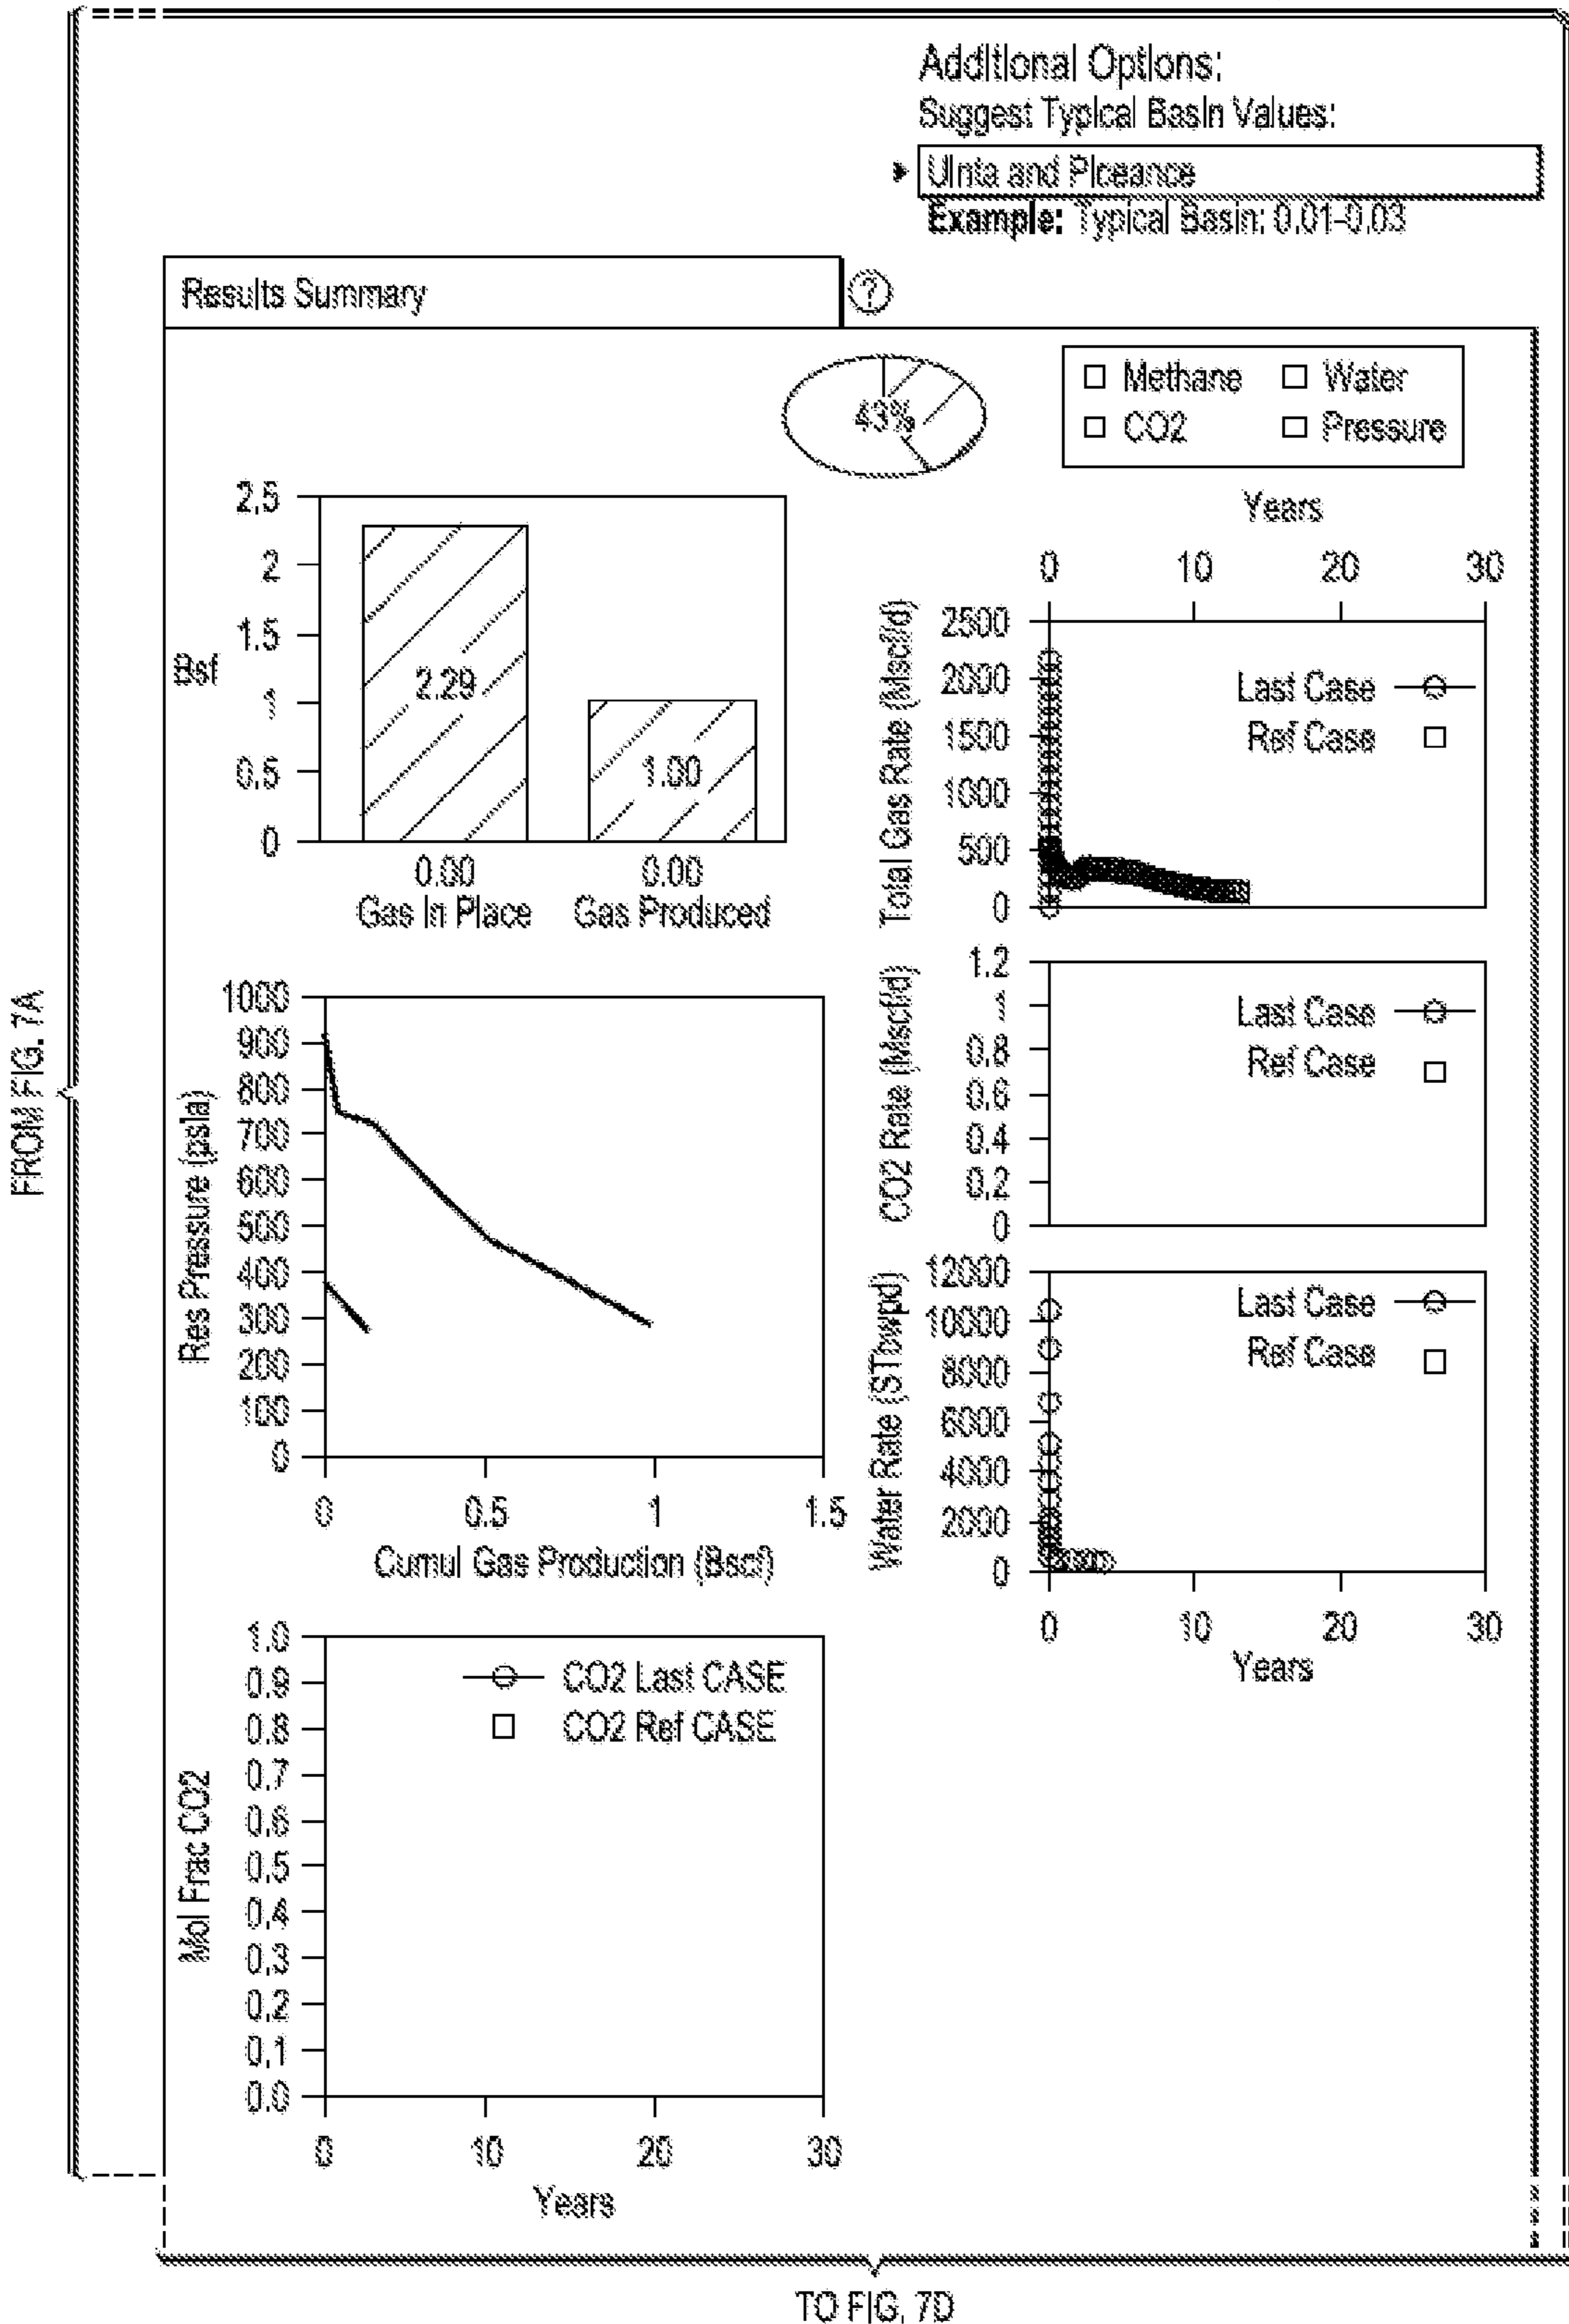 Additional Options:
Suggest Typical Basin Values:
Uinta and Piceance
Example: Typical Basin: 0.01-0.03
Results Summary
?
43%
Methane
Water
CO2
Pressure
2.5
2
1.5
1
0.5
0
Bsf
2.29
1.00
0.00
0.00
Gas In Place
Gas Produced
Years
0
10
20
30
Total Gas Rate (Mscf/d)
2500
2000
1500
1000
500
0
Last Case
Ref Case
FROM FIG. 7A
Res Pressure (psia)
1000
900
800
700
600
500
400
300
200
100
0
0
0.5
1
1.5
Cumul Gas Production (Bscf)
CO2 Rate (Mscf/d)
1.2
1
0.8
0.6
0.4
0.2
0
Last Case
Ref Case
Water Rate (STbwpd)
12000
10000
8000
6000
4000
2000
0
Last Case
Ref Case
0
10
20
30
Years
Mol Frac CO2
1.0
0.9
0.8
0.7
0.6
0.5
0.4
0.3
0.2
0.1
0.0
CO2 Last CASE
CO2 Ref CASE
0
10
20
30
Years
TO FIG. 7D